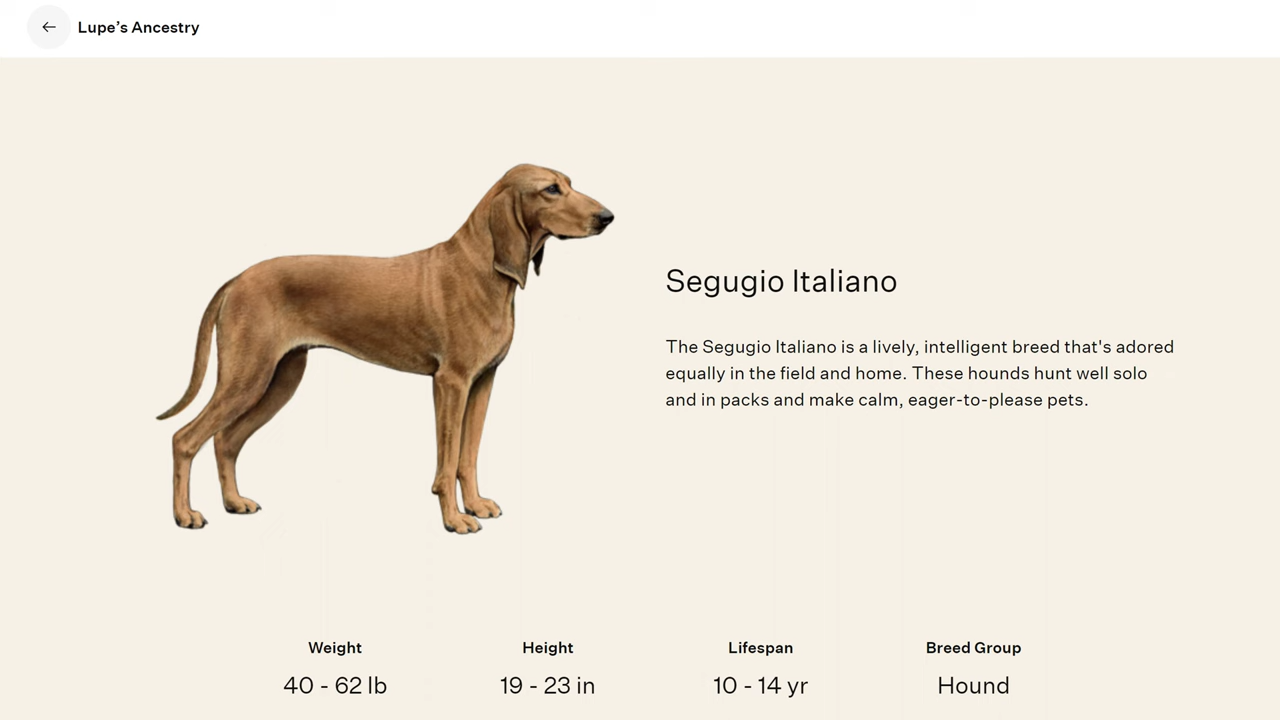 Lupe’s Ancestry
Segugio Italiano
The Segugio Italiano is a lively, intelligent breed that's adored
equally in the field and home. These hounds hunt well solo
and in packs and make calm, eager-to-please pets.
Weight Height Lifespan Breed Group
40 - 62 lb 19 - 23 in 10 - 14 yr Hound